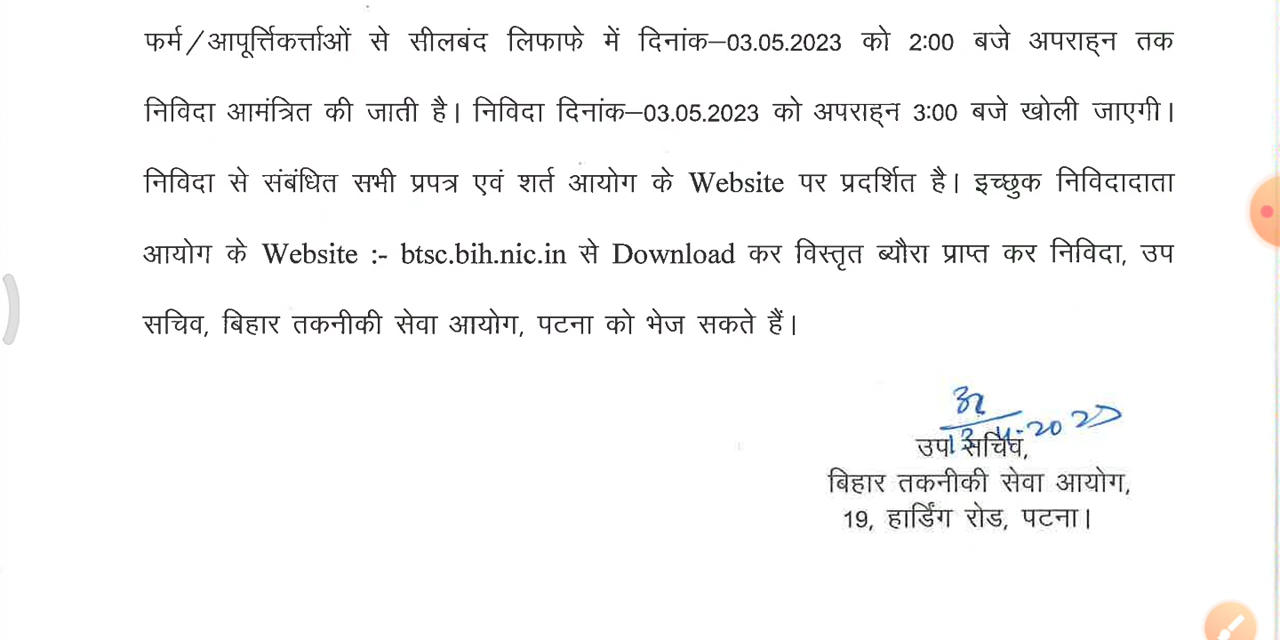 फर्म/आपूर्त्तिकर्त्ताओं से सीलबंद लिफाफे में दिनांक–03.05.2023 को 2:00 बजे अपराह्न तक
निविदा आमंत्रित की जाती है। निविदा दिनांक–03.05.2023 को अपराह्न 3:00 बजे खोली जाएगी।
निविदा से संबंधित सभी प्रपत्र एवं शर्त आयोग के Website पर प्रदर्शित है। इच्छुक निविदादाता
आयोग के Website :- btsc.bih.nic.in से Download कर विस्तृत ब्यौरा प्राप्त कर निविदा, उप
सचिव, बिहार तकनीकी सेवा आयोग, पटना को भेज सकते हैं।
उप सचिव,
बिहार तकनीकी सेवा आयोग,
19, हार्डिंग रोड, पटना।